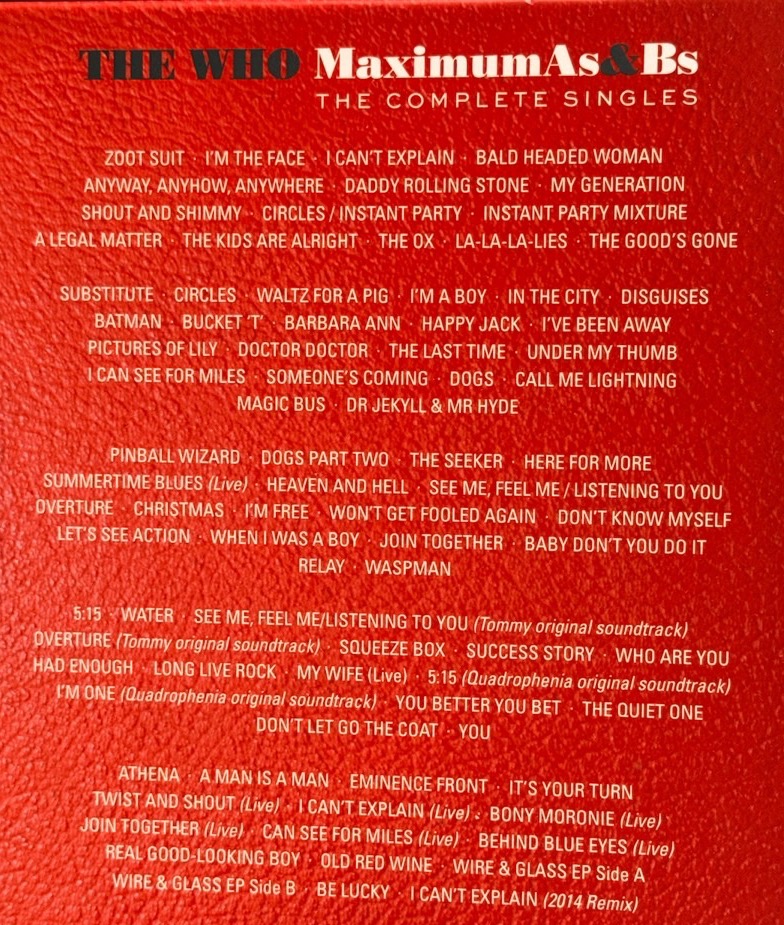 THE WHO MaximumAs&Bs
THE COMPLETE SINGLES
ZOOT SUIT · I'M THE FACE · I CAN'T EXPLAIN · BALD HEADED WOMAN
ANYWAY, ANYHOW, ANYWHERE · DADDY ROLLING STONE · MY GENERATION
SHOUT AND SHIMMY · CIRCLES / INSTANT PARTY · INSTANT PARTY MIXTURE
A LEGAL MATTER · THE KIDS ARE ALRIGHT · THE OX · LA-LA-LA-LIES · THE GOOD'S GONE
SUBSTITUTE · CIRCLES · WALTZ FOR A PIG · I'M A BOY · IN THE CITY · DISGUISES
BATMAN · BUCKET 'T' · BARBARA ANN · HAPPY JACK · I'VE BEEN AWAY
PICTURES OF LILY · DOCTOR DOCTOR · THE LAST TIME · UNDER MY THUMB
I CAN SEE FOR MILES · SOMEONE'S COMING · DOGS · CALL ME LIGHTNING
MAGIC BUS · DR JEKYLL & MR HYDE
PINBALL WIZARD · DOGS PART TWO · THE SEEKER · HERE FOR MORE
SUMMERTIME BLUES (Live) · HEAVEN AND HELL · SEE ME, FEEL ME / LISTENING TO YOU
OVERTURE · CHRISTMAS · I'M FREE · WON'T GET FOOLED AGAIN · DON'T KNOW MYSELF
LET'S SEE ACTION · WHEN I WAS A BOY · JOIN TOGETHER · BABY DON'T YOU DO IT
RELAY · WASPMAN
5:15 · WATER · SEE ME, FEEL ME/LISTENING TO YOU (Tommy original soundtrack)
OVERTURE (Tommy original soundtrack) · SQUEEZE BOX · SUCCESS STORY · WHO ARE YOU
HAD ENOUGH · LONG LIVE ROCK · MY WIFE (Live) · 5:15 (Quadrophenia original soundtrack)
I'M ONE (Quadrophenia original soundtrack) · YOU BETTER YOU BET · THE QUIET ONE
DON'T LET GO THE COAT · YOU
ATHENA · A MAN IS A MAN · EMINENCE FRONT · IT'S YOUR TURN
TWIST AND SHOUT (Live) · I CAN'T EXPLAIN (Live) · BONY MORONIE (Live)
JOIN TOGETHER (Live) · CAN SEE FOR MILES (Live) · BEHIND BLUE EYES (Live)
REAL GOOD-LOOKING BOY · OLD RED WINE · WIRE & GLASS EP Side A
WIRE & GLASS EP Side B · BE LUCKY · I CAN'T EXPLAIN (2014 Remix)